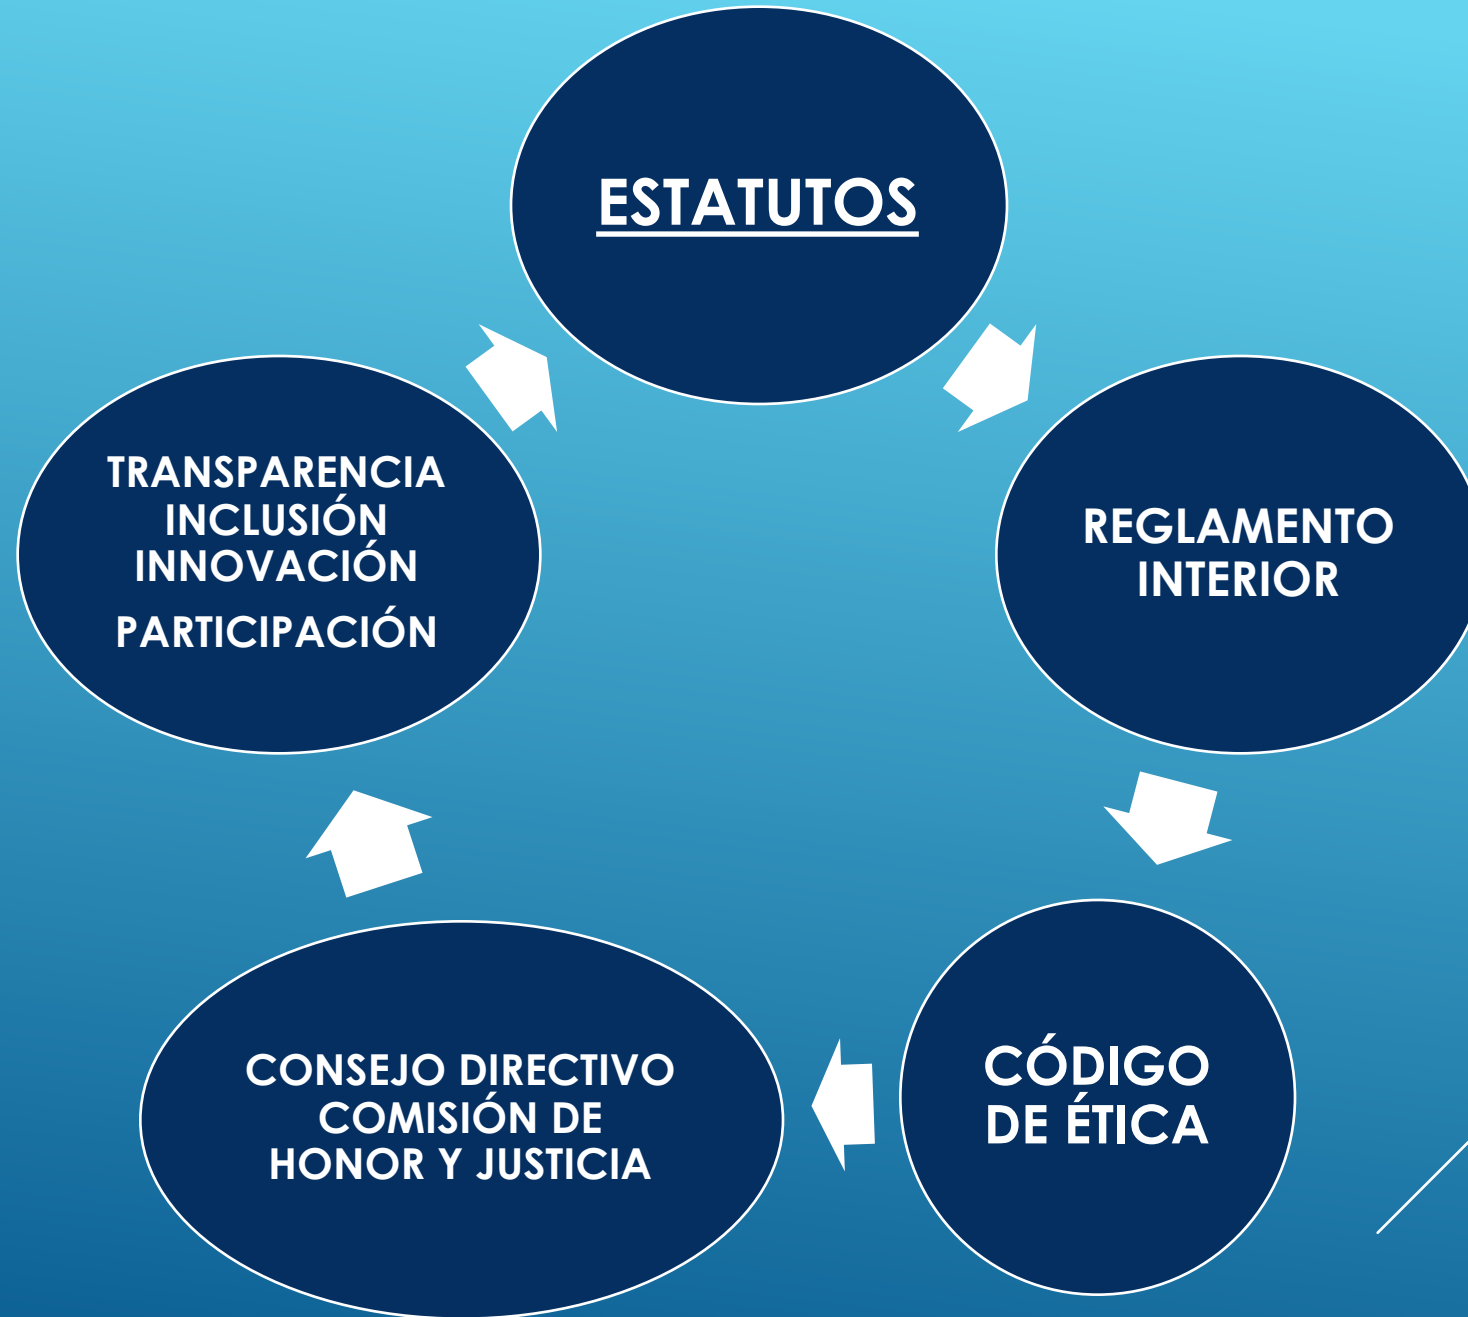 ESTATUTOS
REGLAMENTO
INTERIOR
CÓDIGO
DE ÉTICA
CONSEJO DIRECTIVO
COMISIÓN DE
HONOR Y JUSTICIA
TRANSPARENCIA
INCLUSIÓN
INNOVACIÓN
PARTICIPACIÓN